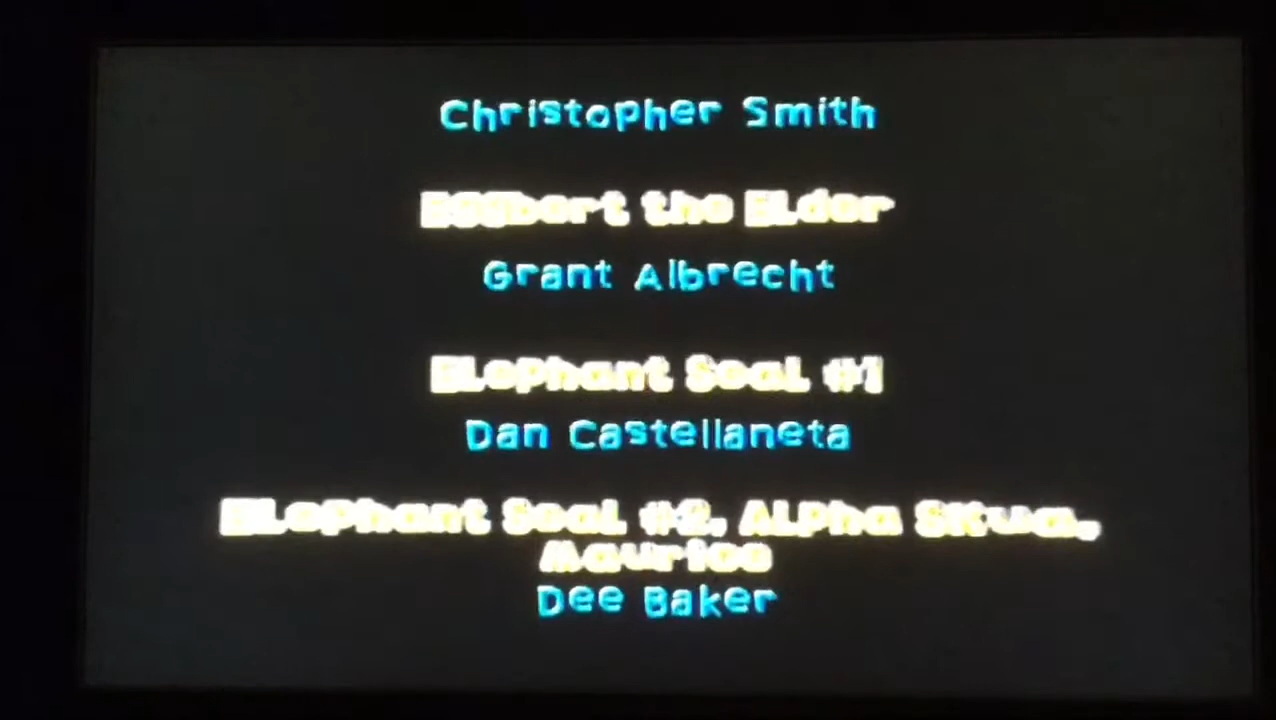 Christopher Smith
Eggbert the Elder
Grant Albrecht
Elephant Seal #1
Dan Castellaneta
Elephant Seal #2, Alpha Skua,
Maurice
Dee Baker